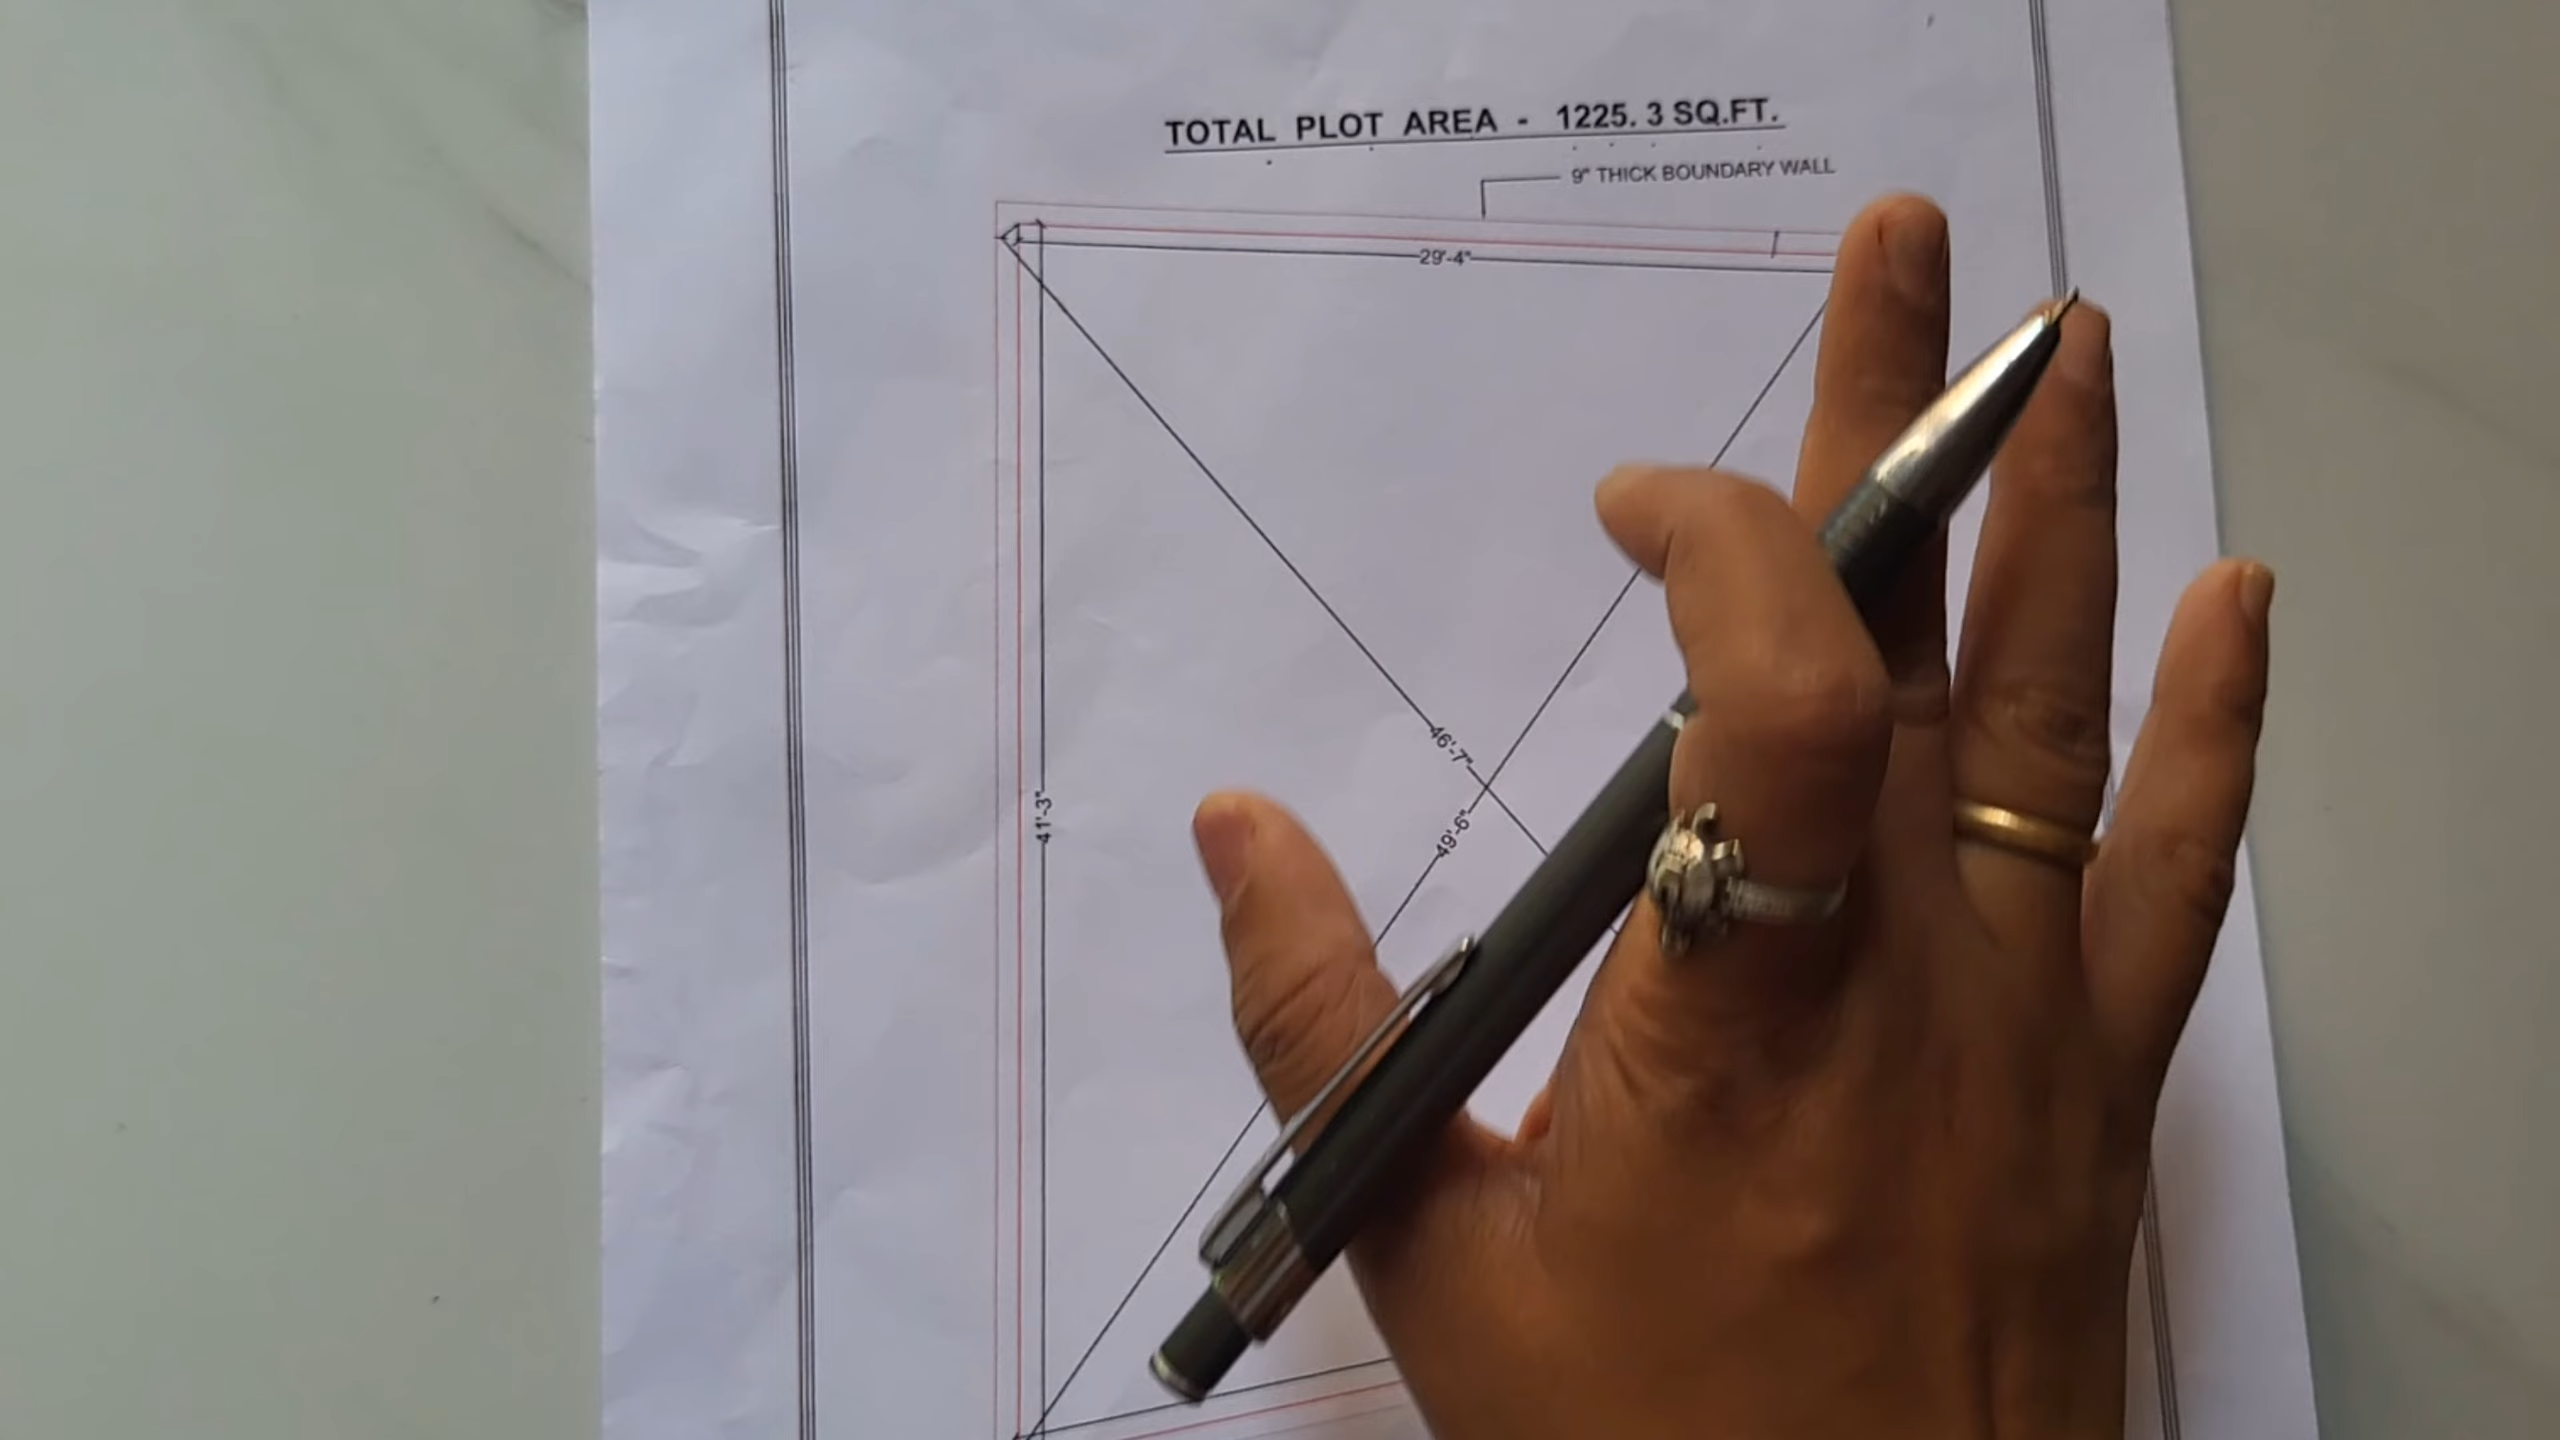 TOTAL PLOT AREA - 1225. 3 SQ.FT.
9" THICK BOUNDARY WALL
29'-4"
46'-7"
41'-3"
49'-6"